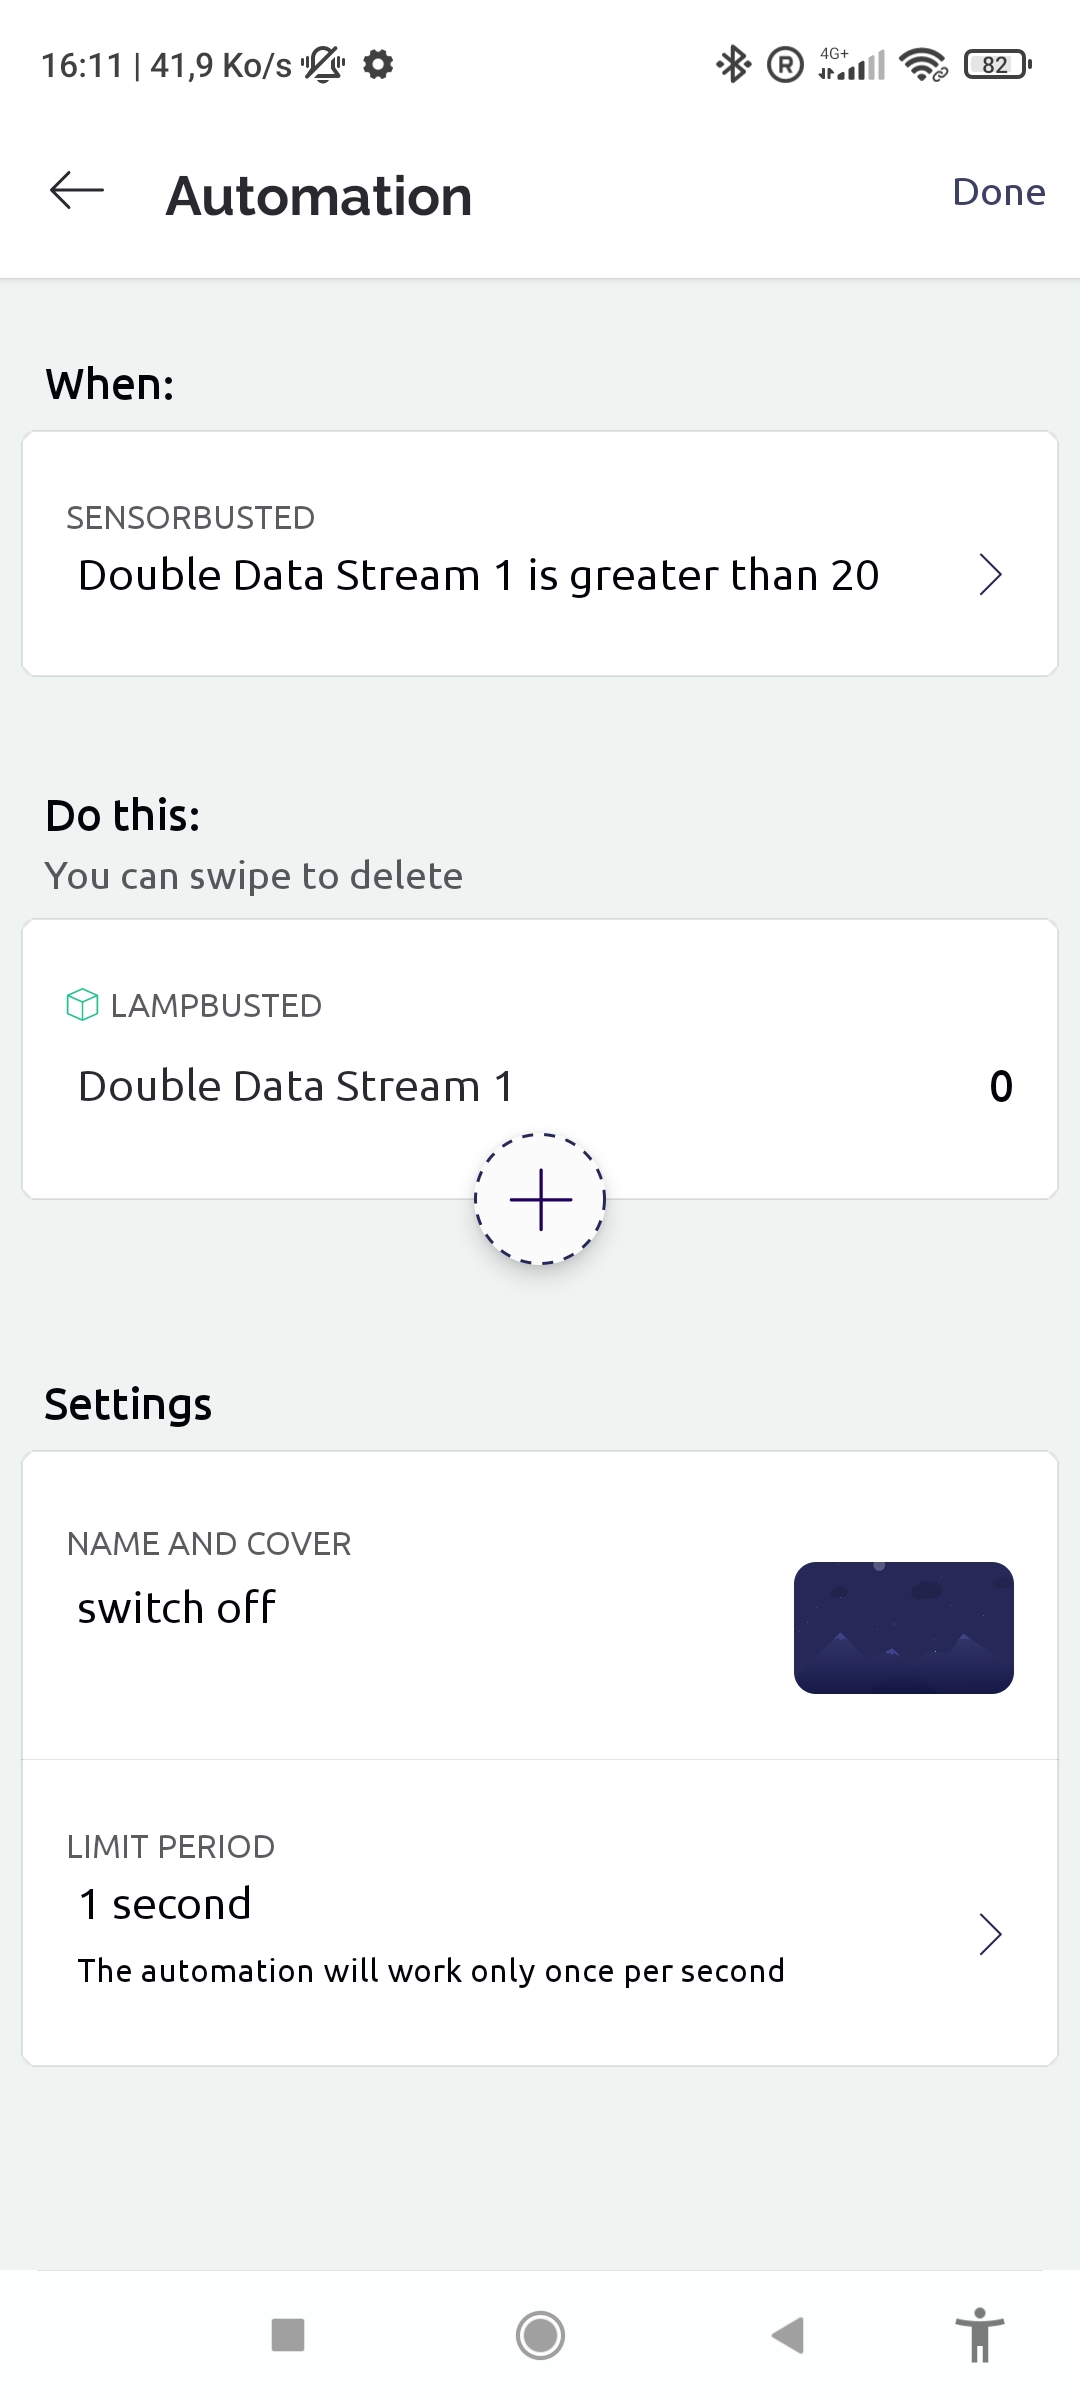 16:11 | 41,9 Ko/s
R
4G+
82
Automation
Done
When:
SENSORBUSTED
Double Data Stream 1 is greater than 20
Do this:
You can swipe to delete
LAMPBUSTED
Double Data Stream 1
0
Settings
NAME AND COVER
switch off
LIMIT PERIOD
1 second
The automation will work only once per second